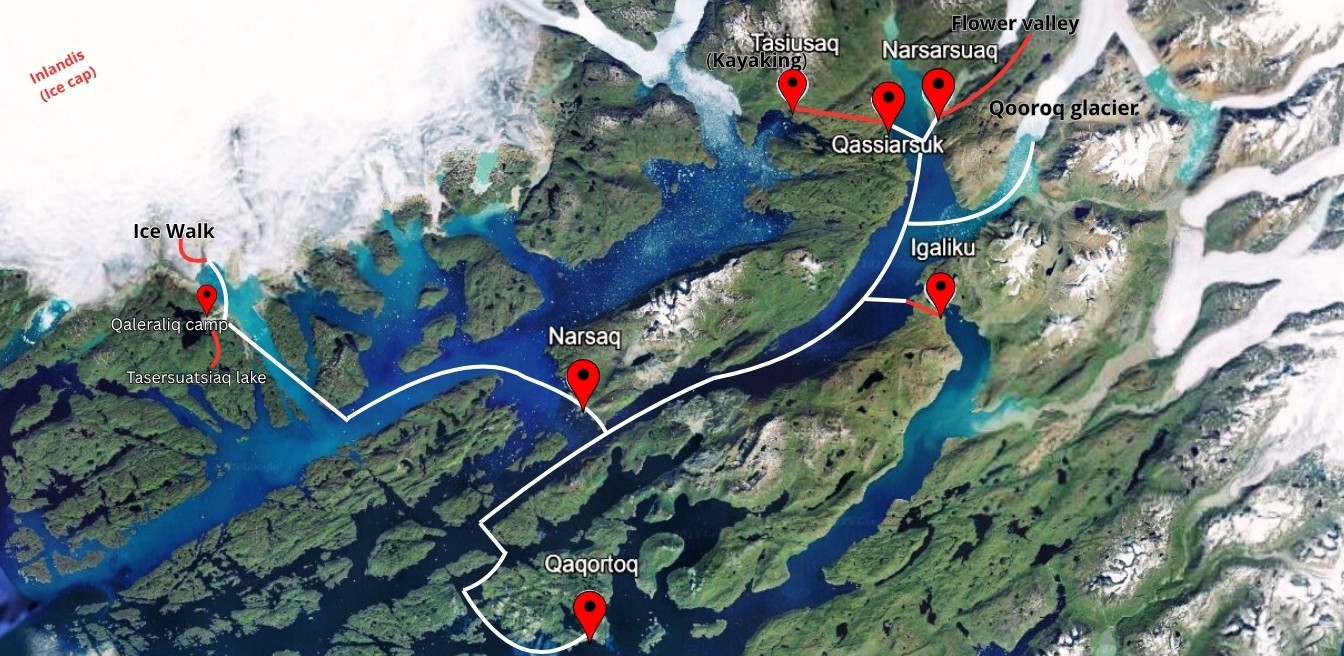 Flower valley
Tasiusaq
(Kayaking)
Narsarsuaq
Inlandis
(Ice cap)
Qooroq glacier
Qassiarsuk
Ice Walk
Igaliku
Qaleraliq camp
Narsaq
Tasersuatsiaq lake
Qaqortoq